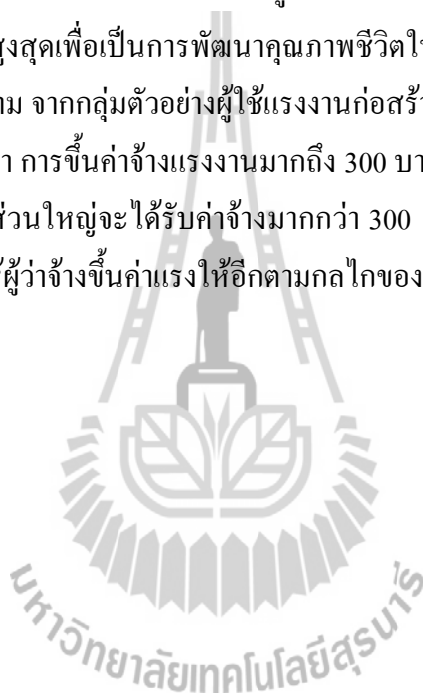 สูงสุดเพื่อเป็นการพัฒนาคุณภาพชีวิตใ
าม จากกลุ่มตัวอย่างผู้ใช้แรงงานก่อสร้
า การขึ้นค่าจ้างแรงงานมากถึง 300 บา
ส่วนใหญ่จะได้รับค่าจ้างมากกว่า 300
ผู้ว่าจ้างขึ้นค่าแรงให้อีกตามกลไกของ
มหาวิทยาลัยเทคโนโลยีสุรนารี